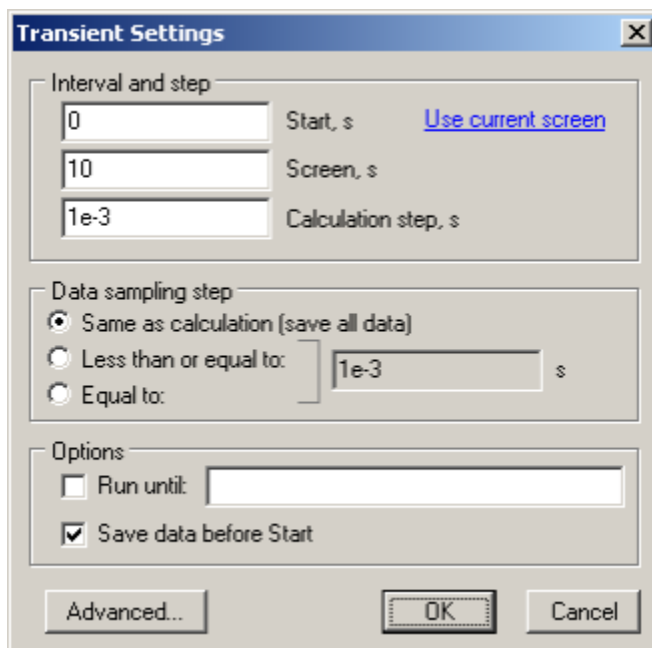 Transient Settings
Interval and step
0 Start, s Use current screen
10 Screen, s
1e-3 Calculation step, s
Data sampling step
Same as calculation (save all data)
Less than or equal to:
1e-3 s
Equal to:
Options
Run until:
Save data before Start
Advanced... OK Cancel